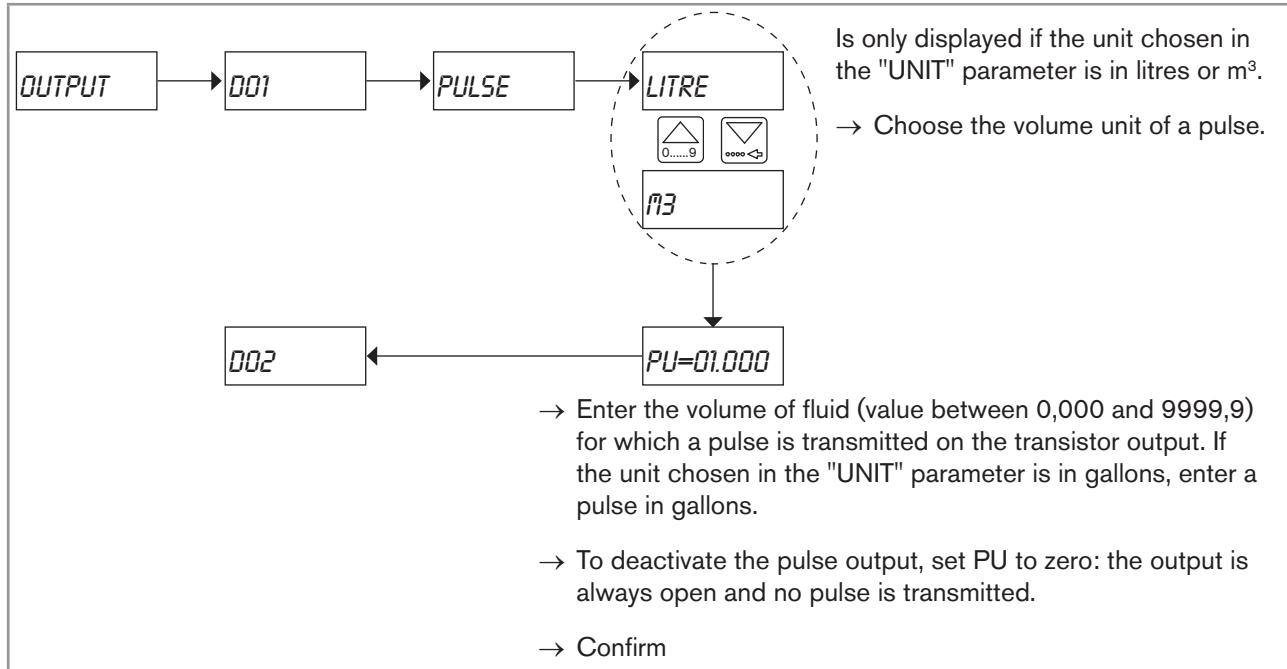 OUTPUT
DO1
PULSE
LITRE
0......9
M3
Is only displayed if the unit chosen in
the "UNIT" parameter is in litres or m³.
→ Choose the volume unit of a pulse.
DO2
PU=01.000
→ Enter the volume of fluid (value between 0,000 and 9999,9)
for which a pulse is transmitted on the transistor output. If
the unit chosen in the "UNIT" parameter is in gallons, enter a
pulse in gallons.
→ To deactivate the pulse output, set PU to zero: the output is
always open and no pulse is transmitted.
→ Confirm